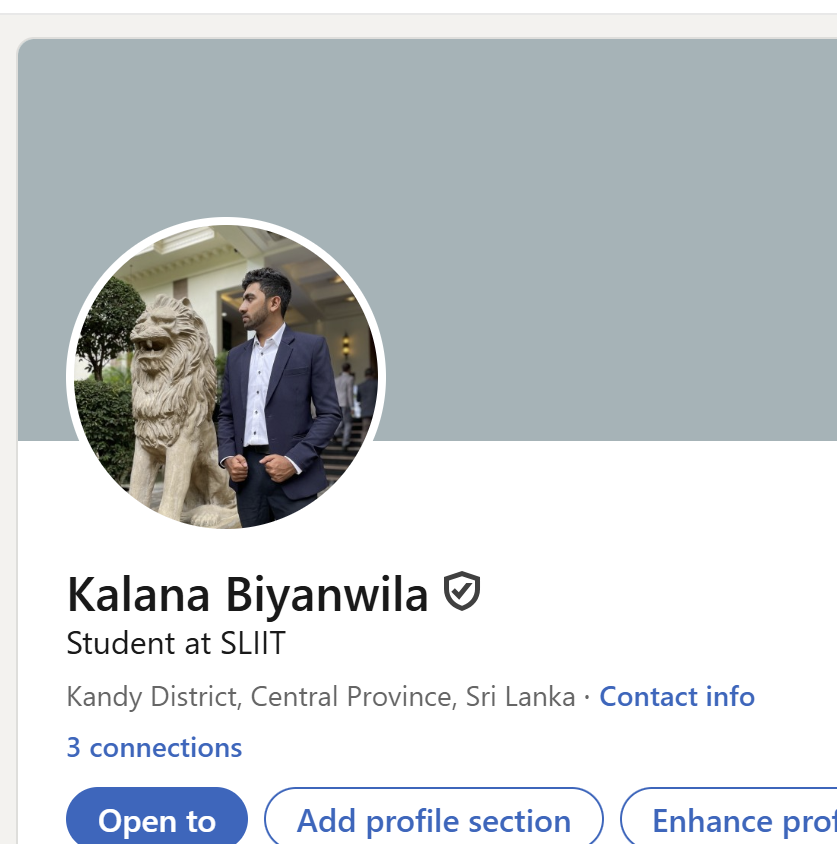 Kalana Biyanwila
Student at SLIIT
Kandy District, Central Province, Sri Lanka · Contact info
3 connections
Open to Add profile section Enhance prof